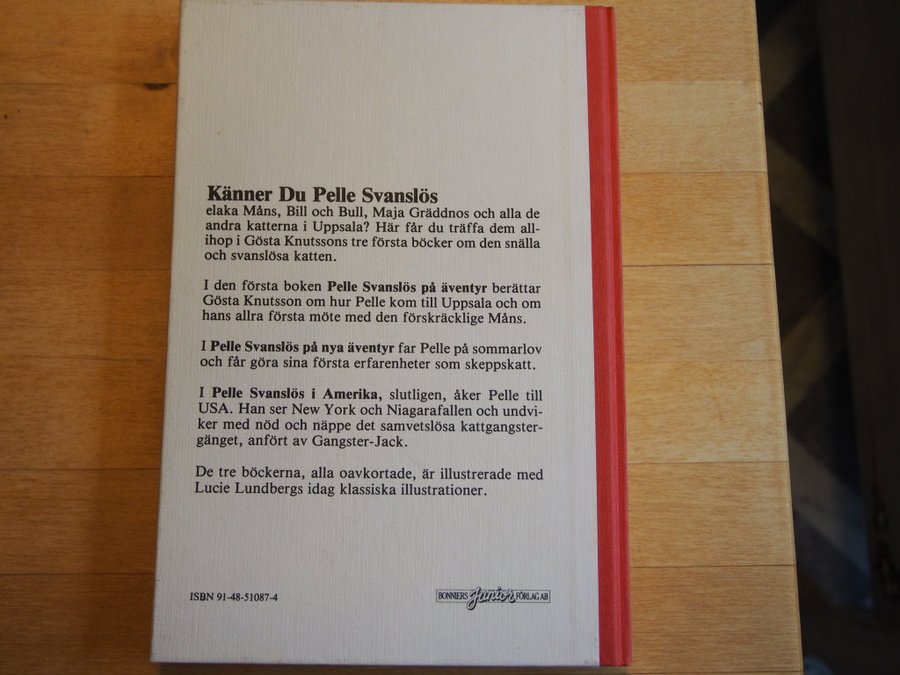 Känner Du Pelle Svanslös
elaka Måns, Bill och Bull, Maja Gräddnos och alla de
andra katterna i Uppsala? Här får du träffa dem all-
ihop i Gösta Knutssons tre första böcker om den snälla
och svanslösa katten.
I den första boken Pelle Svanslös på äventyr berättar
Gösta Knutsson om hur Pelle kom till Uppsala och om
hans allra första möte med den förskräcklige Måns.
I Pelle Svanslös på nya äventyr far Pelle på sommarlov
och får göra sina första erfarenheter som skeppskatt.
I Pelle Svanslös i Amerika, slutligen, åker Pelle till
USA. Han ser New York och Niagarafallen och undvi-
ker med nöd och näppe det samvetslösa kattgangster-
gänget, anfört av Gangster-Jack.
De tre böckerna, alla oavkortade, är illustrerade med
Lucie Lundbergs idag klassiska illustrationer.
ISBN 91-48-51087-4
BONNIERS Junior FÖRLAG AB